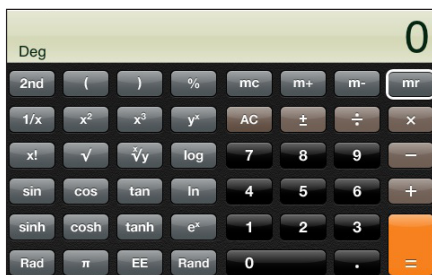 0
Deg
2nd ( ) % mc m+ m- mr
1/x x² x³ yˣ AC ± ÷ ×
x! √ ˣ√y log 7 8 9 −
sin cos tan ln 4 5 6 +
sinh cosh tanh eˣ 1 2 3
Rad π EE Rand 0 . =